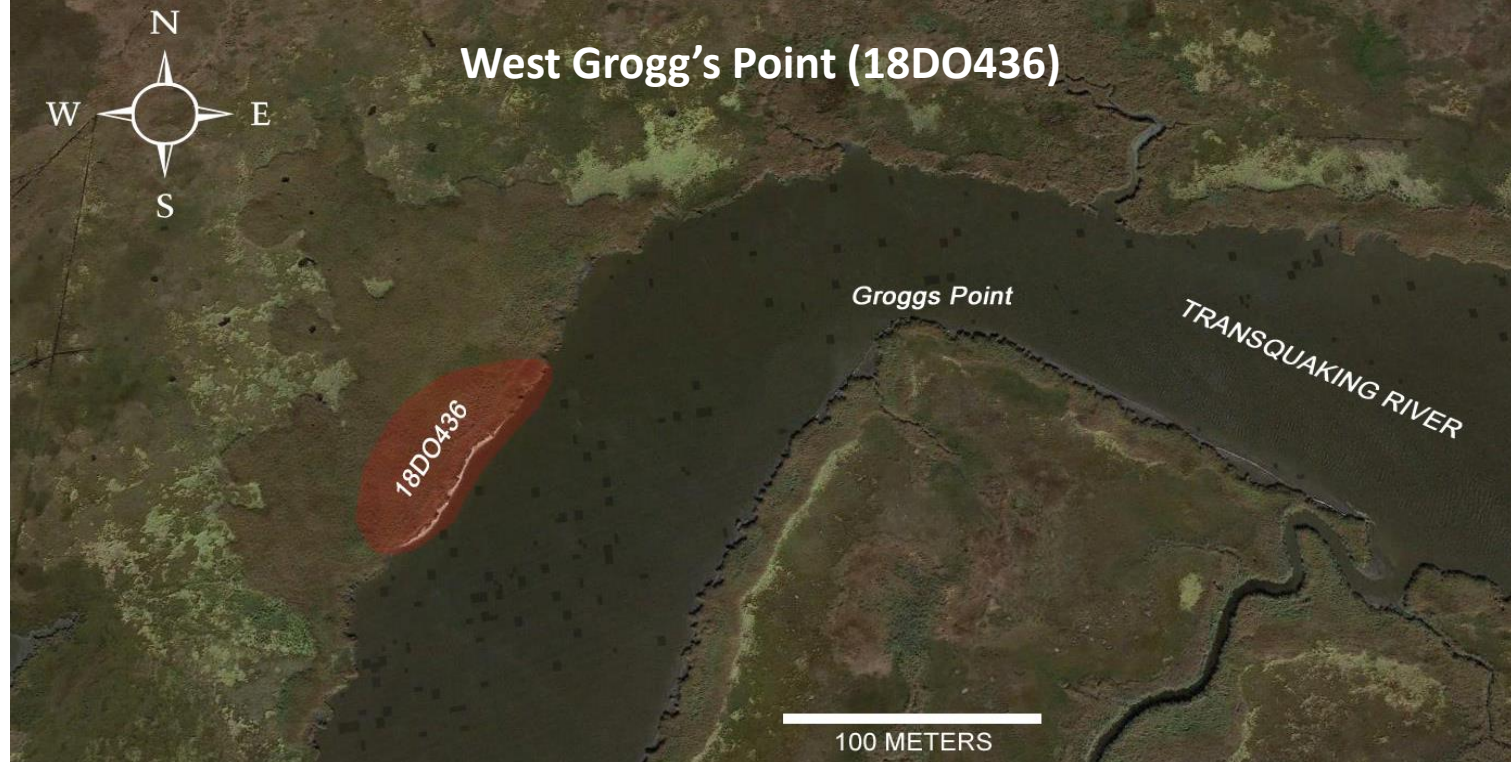 N
West Grogg's Point (18DO436)
W E
S
Groggs Point
TRANSQUAKING RIVER
18DO436
100 METERS